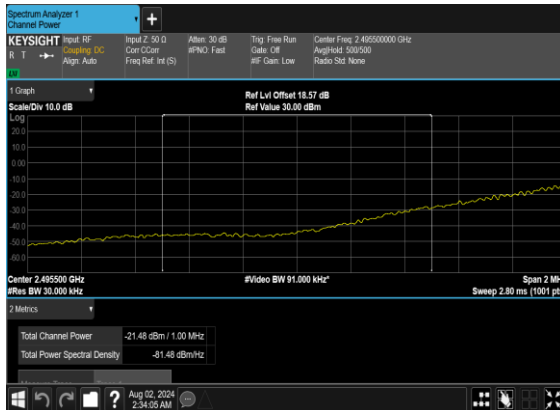 Spectrum Analyzer 1
Channel Power
+
KEYSIGHT
R T
LXI
Input: RF
Coupling: DC
Align: Auto
Input Z: 50 Ω
Corr CCorr
Freq Ref: Int (S)
Atten: 30 dB
#PNO: Fast
Trig: Free Run
Gate: Off
#IF Gain: Low
Center Freq: 2.495500000 GHz
Avg|Hold: 500/500
Radio Std: None
1 Graph
Scale/Div 10.0 dB
Ref Lvl Offset 18.57 dB
Ref Value 30.00 dBm
Log
20.0
10.0
0.00
-10.0
-20.0
-30.0
-40.0
-50.0
-60.0
Center 2.495500 GHz
#Res BW 30.000 kHz
#Video BW 91.000 kHz*
Span 2 MH
Sweep 2.80 ms (1001 pt
2 Metrics
Total Channel Power -21.48 dBm / 1.00 MHz
Total Power Spectral Density -81.48 dBm/Hz
?
Aug 02, 2024
2:34:05 AM